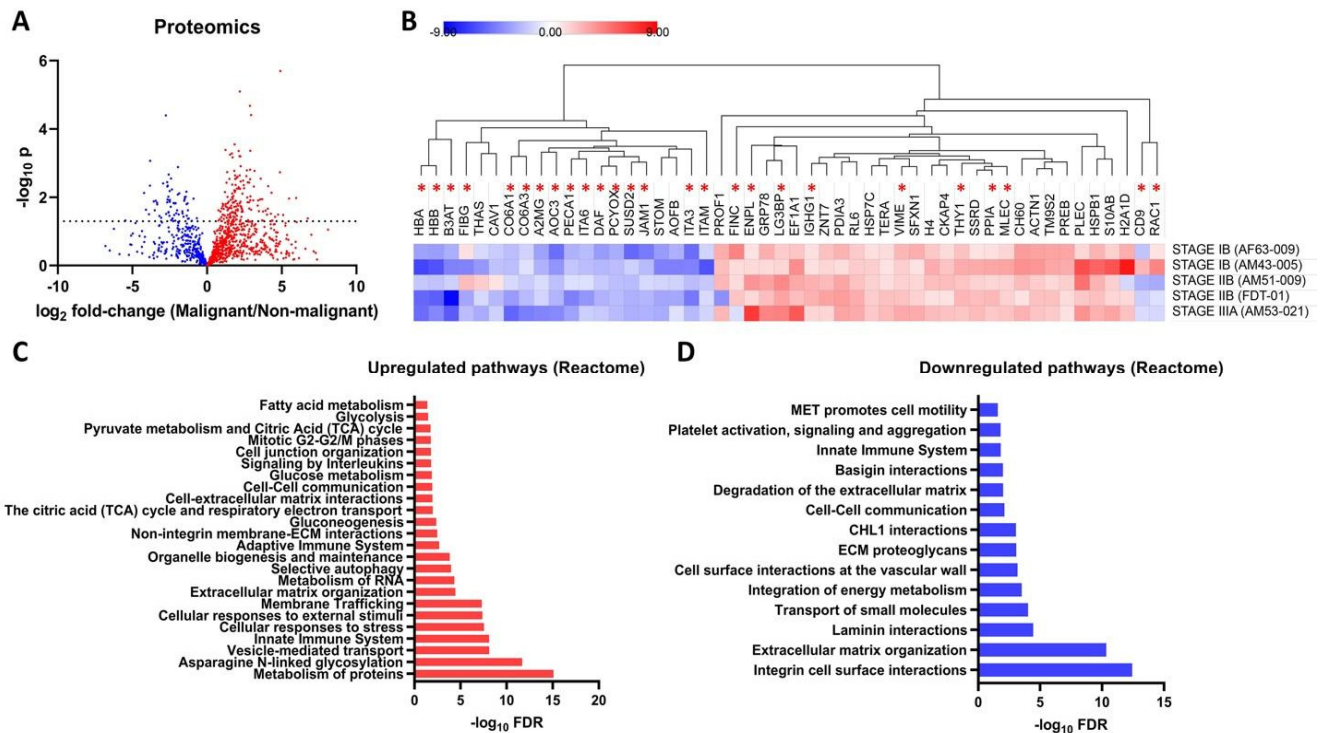 A
Proteomics
6
4
2
0
-10
-5
0
5
10
-log10 p
log2 fold-change (Malignant/Non-malignant)
B
-9.00 0.00 9.00
* * * * * * * * * * * * * * * * * * * * * * * * * *
HBA
HBB
B3AT
FIBG
THAS
CAV1
CO6A1
CO6A3
A2MG
AOC3
PECA1
ITA6
DAF
PCYOX
SUSD2
JAM1
STOM
AOFB
ITA3
ITAM
PROF1
FINC
ENPL
GRP78
LG3BP
EF1A1
IGHG1
ZNT7
PDIA3
RL6
HSP7C
TERA
VIME
SFXN1
H4
CKAP4
THY1
SSRD
PPIA
MLEC
CH60
ACTN1
TM9S2
PREB
PLEC
HSPB1
S10AB
H2A1D
CD9
RAC1
STAGE IB (AF63-009)
STAGE IB (AM43-005)
STAGE IIB (AM51-009)
STAGE IIB (FDT-01)
STAGE IIIA (AM53-021)
C
Upregulated pathways (Reactome)
Fatty acid metabolism
Glycolysis
Pyruvate metabolism and Citric Acid (TCA) cycle
Mitotic G2-G2/M phases
Cell junction organization
Signaling by Interleukins
Glucose metabolism
Cell-Cell communication
Cell-extracellular matrix interactions
The citric acid (TCA) cycle and respiratory electron transport
Gluconeogenesis
Non-integrin membrane-ECM interactions
Adaptive Immune System
Organelle biogenesis and maintenance
Selective autophagy
Metabolism of RNA
Extracellular matrix organization
Membrane Trafficking
Cellular responses to external stimuli
Cellular responses to stress
Innate Immune System
Vesicle-mediated transport
Asparagine N-linked glycosylation
Metabolism of proteins
0 5 10 15 20
-log10 FDR
D
Downregulated pathways (Reactome)
MET promotes cell motility
Platelet activation, signaling and aggregation
Innate Immune System
Basigin interactions
Degradation of the extracellular matrix
Cell-Cell communication
CHL1 interactions
ECM proteoglycans
Cell surface interactions at the vascular wall
Integration of energy metabolism
Transport of small molecules
Laminin interactions
Extracellular matrix organization
Integrin cell surface interactions
0 5 10 15
-log10 FDR